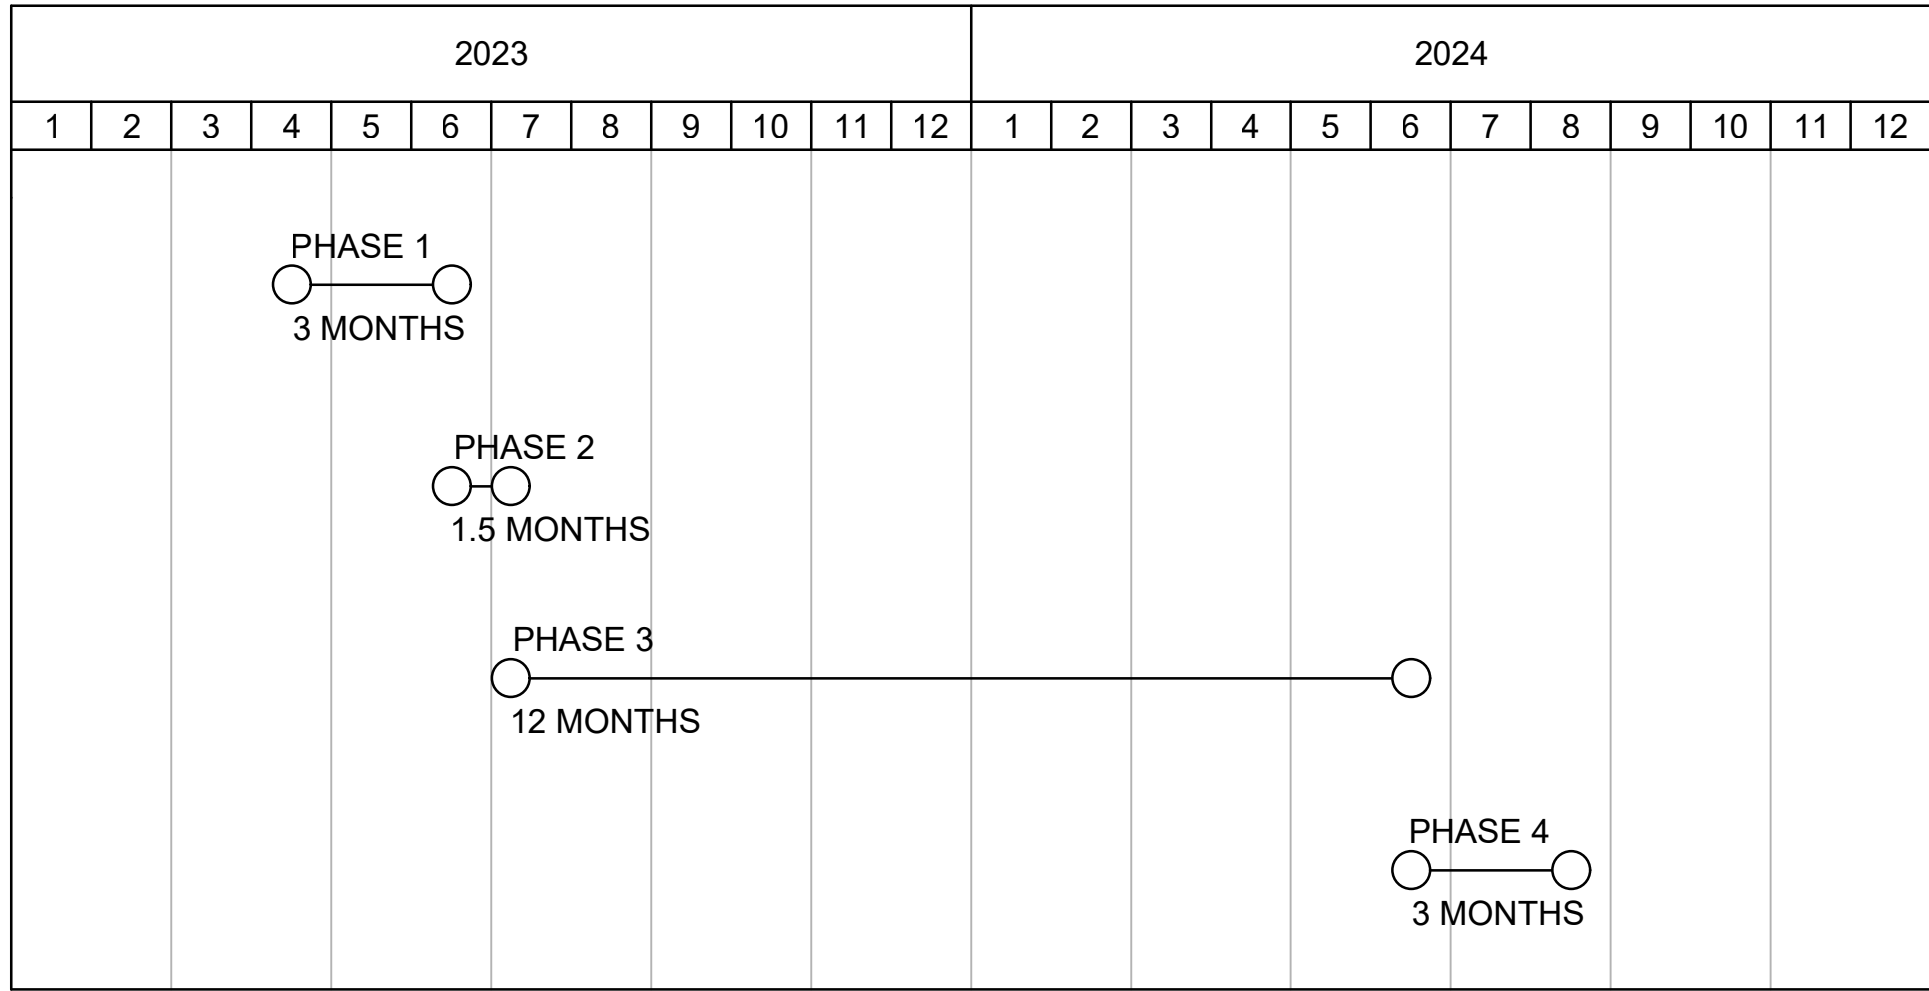 2023 2024
1 2 3 4 5 6 7 8 9 10 11 12 1 2 3 4 5 6 7 8 9 10 11 12
PHASE 1
3 MONTHS
PHASE 2
1.5 MONTHS
PHASE 3
12 MONTHS
PHASE 4
3 MONTHS